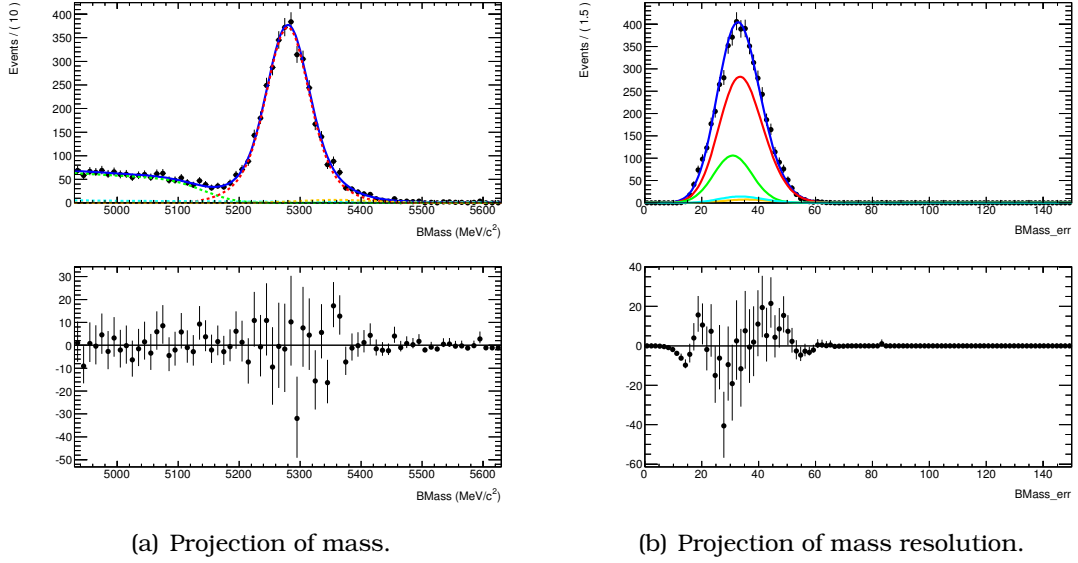 Events / ( 10 )
400
350
300
250
200
150
100
50
0
5000 5100 5200 5300 5400 5500 5600
BMass (MeV/c²)
30
20
10
0
-10
-20
-30
-40
-50
5000 5100 5200 5300 5400 5500 5600
BMass (MeV/c²)
(a) Projection of mass.
Events / ( 1.5 )
400
350
300
250
200
150
100
50
0
0 20 40 60 80 100 120 140
BMass_err
40
20
0
-20
-40
-60
0 20 40 60 80 100 120 140
BMass_err
(b) Projection of mass resolution.